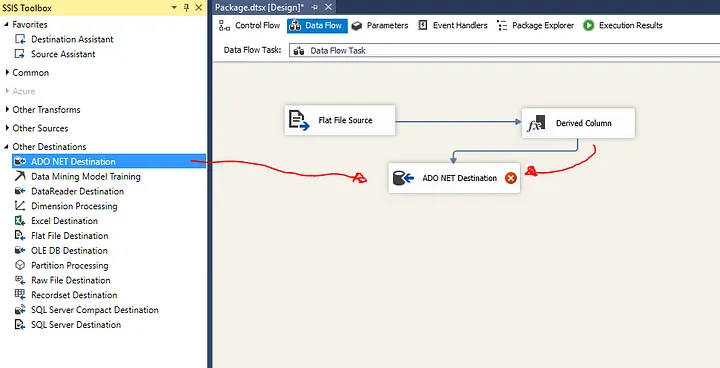 SSIS Toolbox
Favorites
Destination Assistant
Source Assistant
Common
Azure
Other Transforms
Other Sources
Other Destinations
ADO NET Destination
Data Mining Model Training
DataReader Destination
Dimension Processing
Excel Destination
Flat File Destination
OLE DB Destination
Partition Processing
Raw File Destination
Recordset Destination
SQL Server Compact Destination
SQL Server Destination
Package.dtsx [Design]*
Control Flow Data Flow Parameters Event Handlers Package Explorer Execution Results
Data Flow Task: Data Flow Task
Flat File Source
fx Derived Column
ADO NET Destination